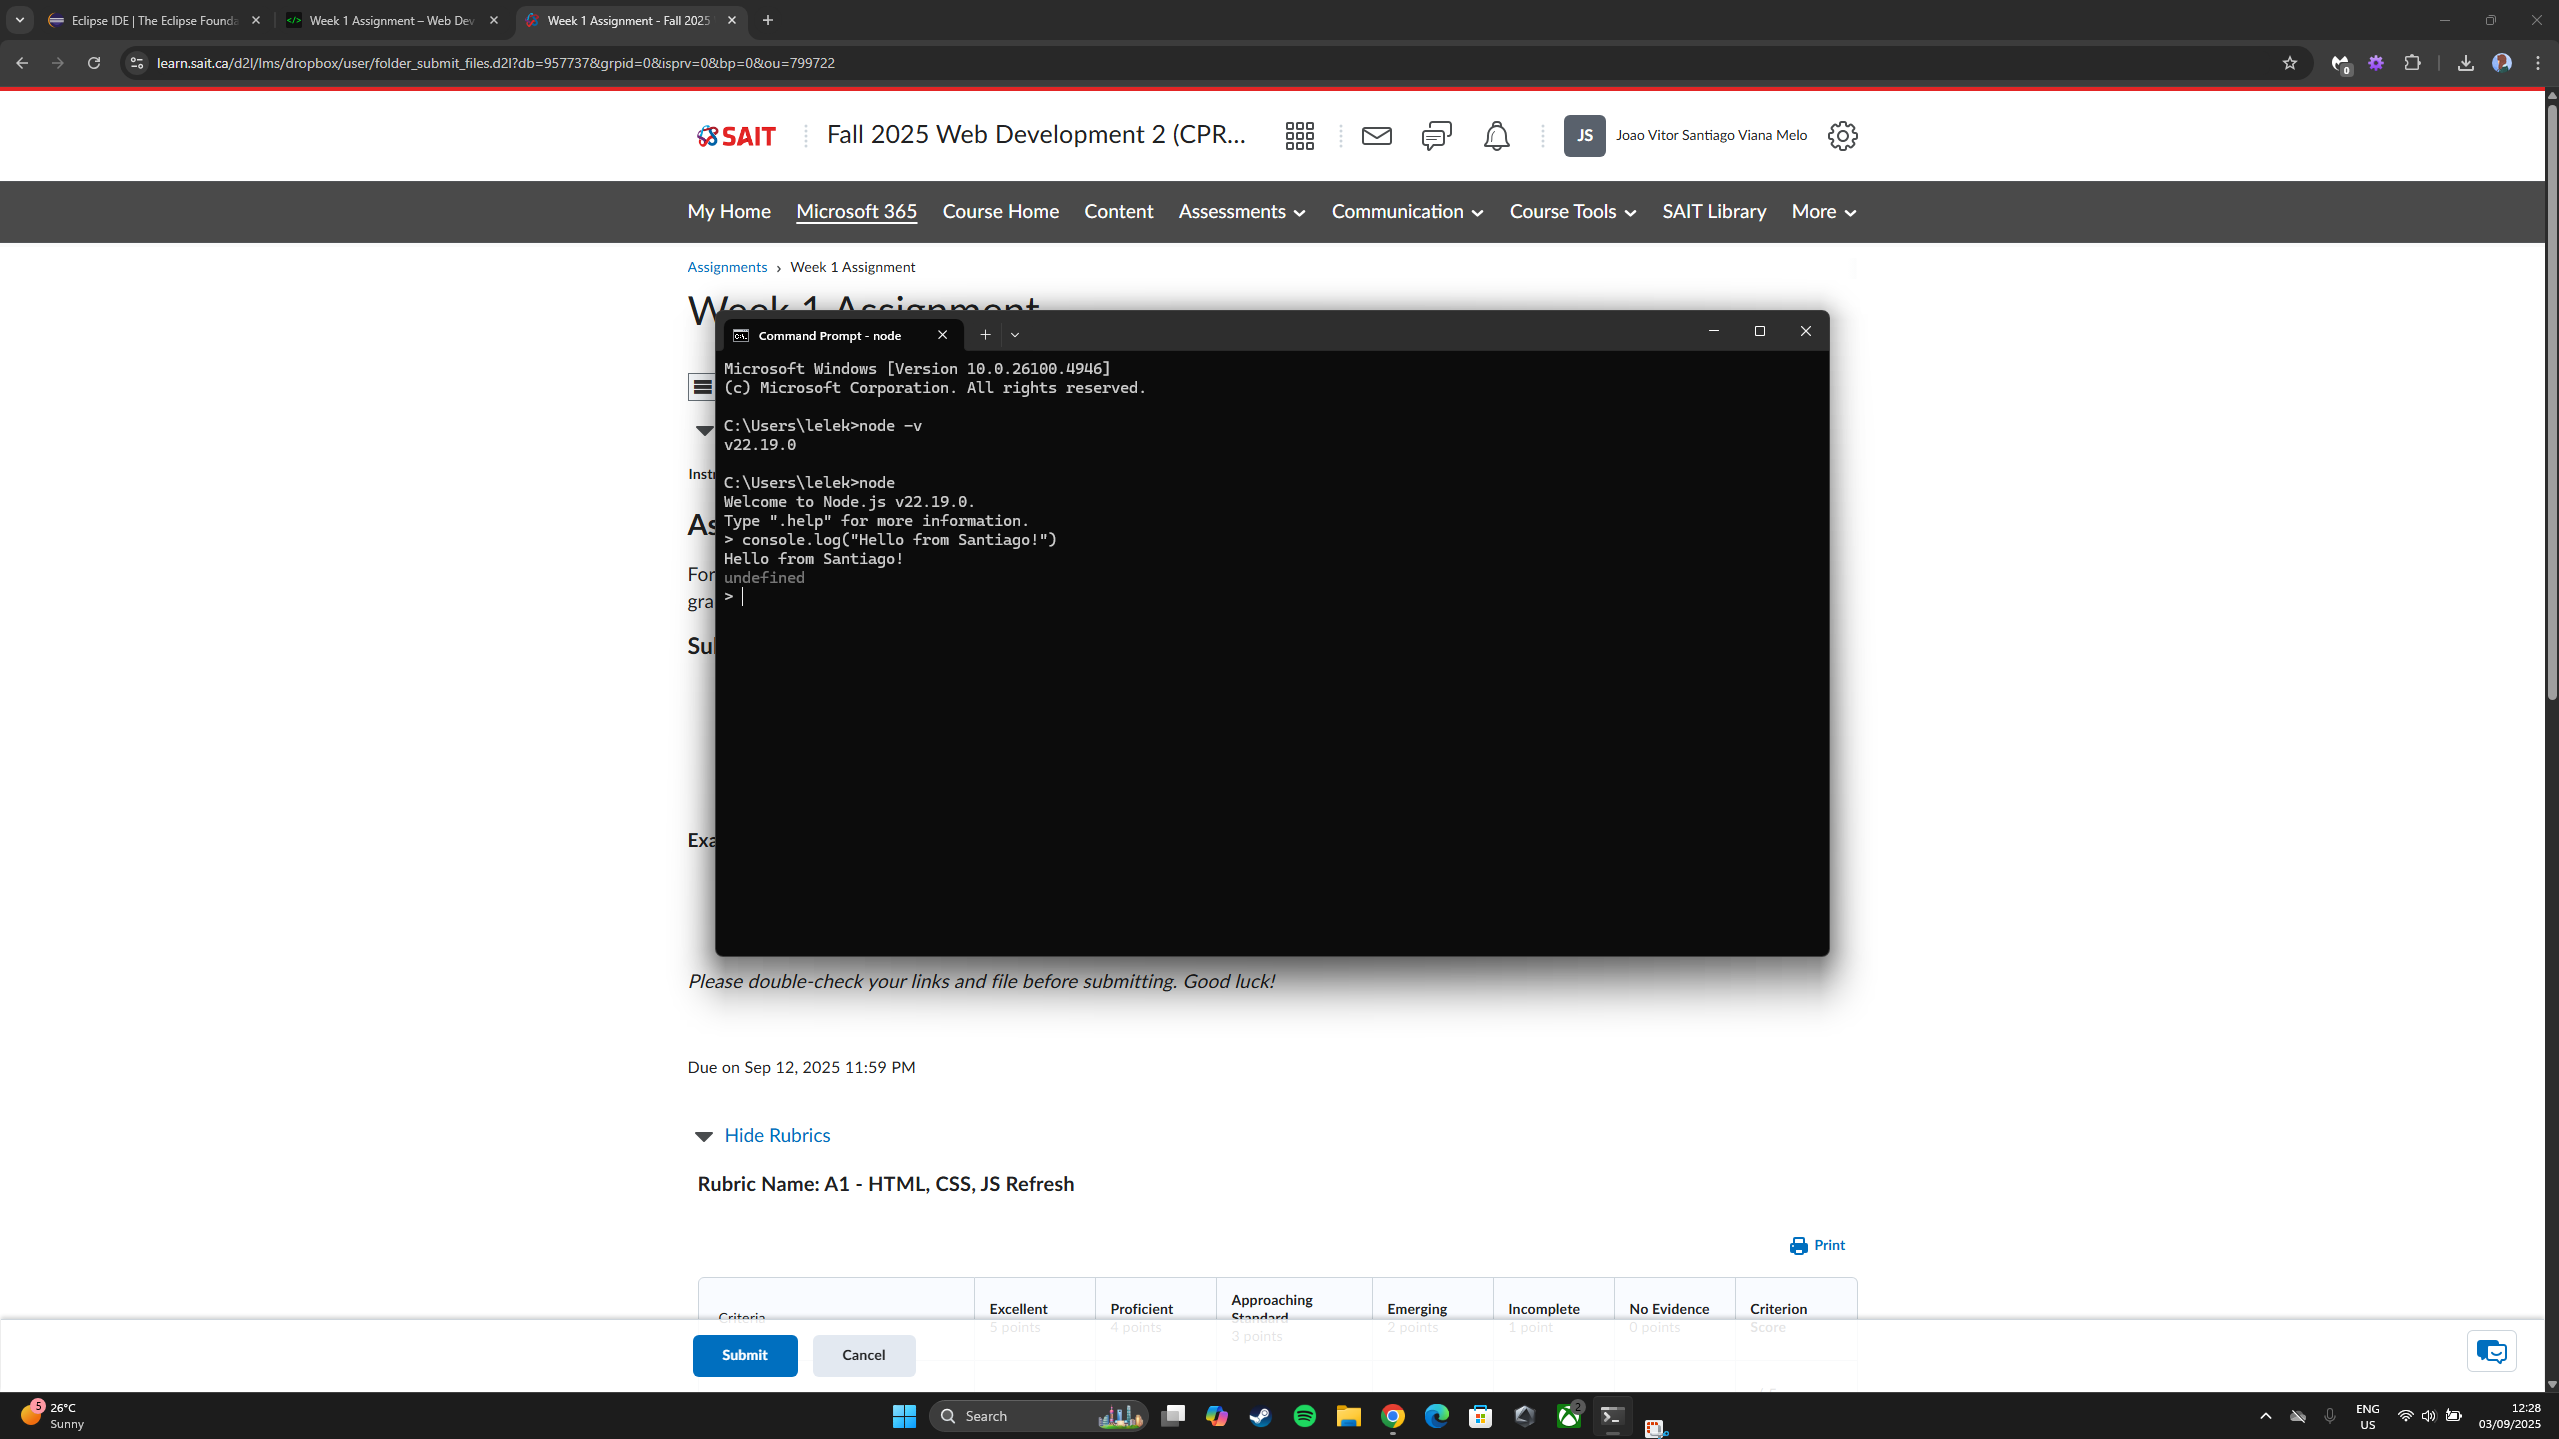 Eclipse IDE | The Eclipse Founda
Week 1 Assignment – Web Dev
Week 1 Assignment - Fall 2025
learn.sait.ca/d2l/lms/dropbox/user/folder_submit_files.d2l?db=957737&grpid=0&isprv=0&bp=0&ou=799722
0
SAIT
Fall 2025 Web Development 2 (CPR...
JS
Joao Vitor Santiago Viana Melo
My Home
Microsoft 365
Course Home
Content
Assessments
Communication
Course Tools
SAIT Library
More
Assignments › Week 1 Assignment
Week 1 Assignment
Command Prompt - node
Microsoft Windows [Version 10.0.26100.4946]
(c) Microsoft Corporation. All rights reserved.
C:\Users\lelek>node -v
v22.19.0
C:\Users\lelek>node
Welcome to Node.js v22.19.0.
Type ".help" for more information.
> console.log("Hello from Santiago!")
Hello from Santiago!
undefined
>
Instr
As
For
gra
Sul
Exa
Please double-check your links and file before submitting. Good luck!
Due on Sep 12, 2025 11:59 PM
Hide Rubrics
Rubric Name: A1 - HTML, CSS, JS Refresh
Print
Criteria
Excellent
5 points
Proficient
4 points
Approaching
Standard
3 points
Emerging
2 points
Incomplete
1 point
No Evidence
0 points
Criterion
Score
Submit
Cancel
5
26°C
Sunny
Search
2
ENG
US
12:28
03/09/2025